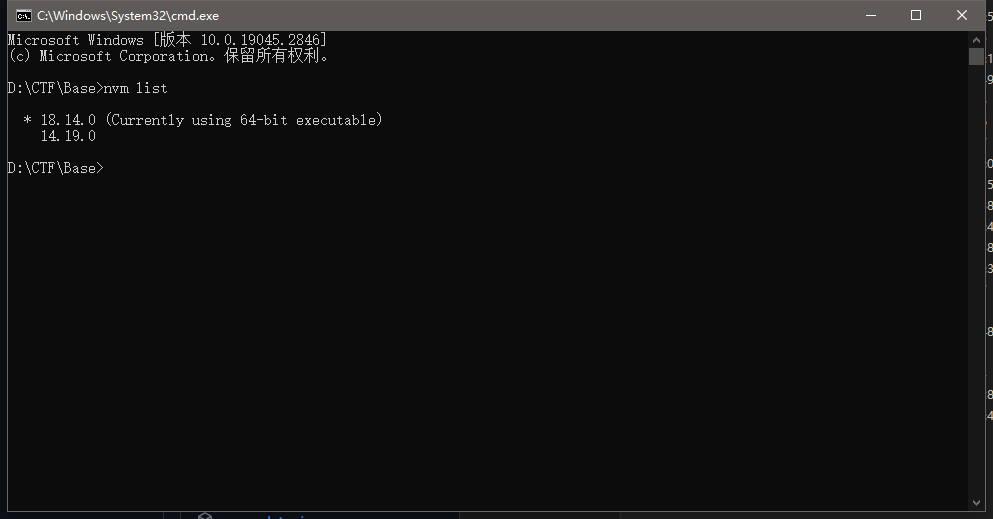 C:\Windows\System32\cmd.exe
Microsoft Windows [版本 10.0.19045.2846]
(c) Microsoft Corporation。保留所有权利。
D:\CTF\Base>nvm list
* 18.14.0 (Currently using 64-bit executable)
14.19.0
D:\CTF\Base>